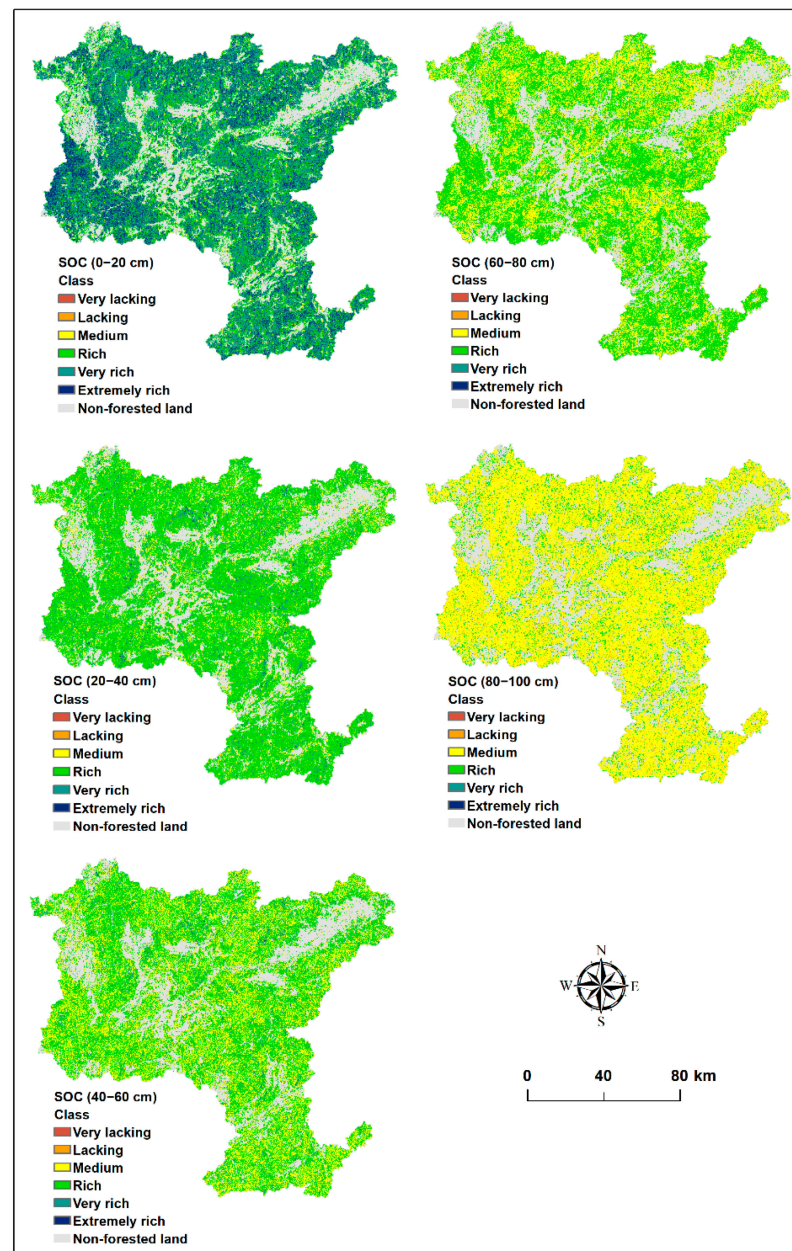 SOC (0–20 cm)
Class
Very lacking
Lacking
Medium
Rich
Very rich
Extremely rich
Non-forested land
SOC (60–80 cm)
Class
Very lacking
Lacking
Medium
Rich
Very rich
Extremely rich
Non-forested land
SOC (20–40 cm)
Class
Very lacking
Lacking
Medium
Rich
Very rich
Extremely rich
Non-forested land
SOC (80–100 cm)
Class
Very lacking
Lacking
Medium
Rich
Very rich
Extremely rich
Non-forested land
SOC (40–60 cm)
Class
Very lacking
Lacking
Medium
Rich
Very rich
Extremely rich
Non-forested land
N
W E
S
0 40 80 km